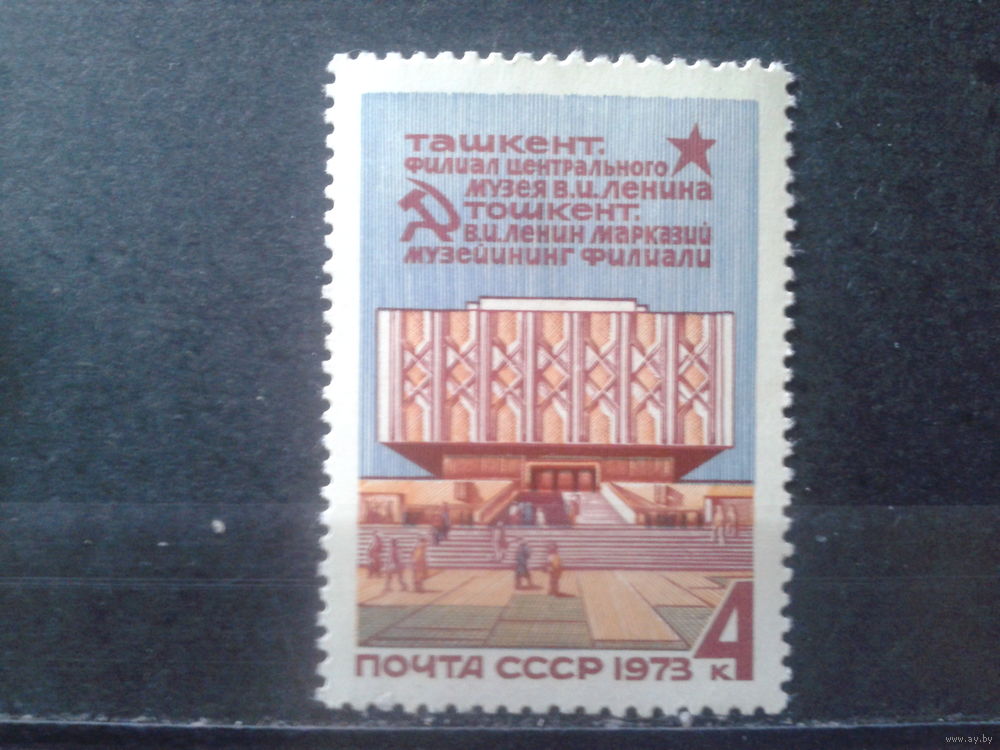 ташкент.
филиал центрального
музея в.и.ленина
тошкент.
в.и.ленин марказий
музейининг филиали
ПОЧТА СССР 1973
4 к
www.ay.by